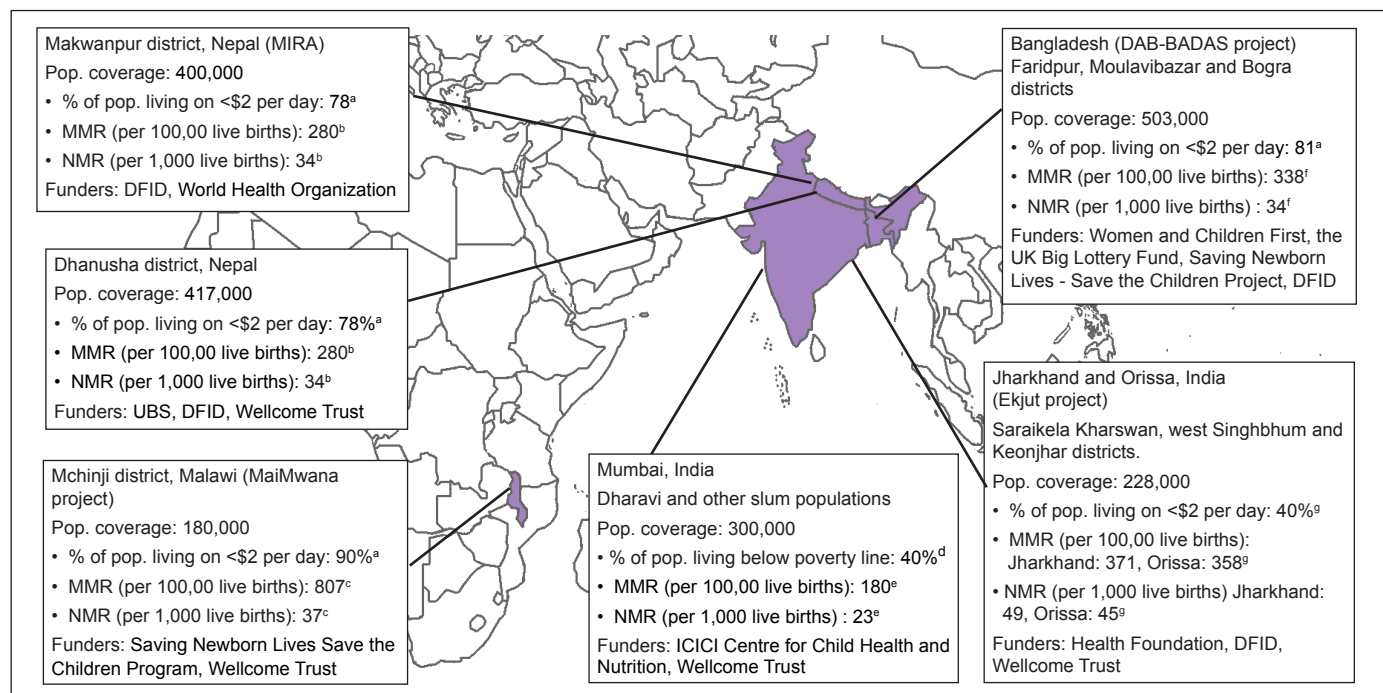 Makwanpur district, Nepal (MIRA)
Pop. coverage: 400,000
• % of pop. living on <$2 per day: 78ᵃ
• MMR (per 100,00 live births): 280ᵇ
• NMR (per 1,000 live births): 34ᵇ
Funders: DFID, World Health Organization
Dhanusha district, Nepal
Pop. coverage: 417,000
• % of pop. living on <$2 per day: 78%ᵃ
• MMR (per 100,00 live births): 280ᵇ
• NMR (per 1,000 live births): 34ᵇ
Funders: UBS, DFID, Wellcome Trust
Mchinji district, Malawi (MaiMwana
project)
Pop. coverage: 180,000
• % of pop. living on <$2 per day: 90%ᵃ
• MMR (per 100,00 live births): 807ᶜ
• NMR (per 1,000 live births): 37ᶜ
Funders: Saving Newborn Lives Save the
Children Program, Wellcome Trust
Mumbai, India
Dharavi and other slum populations
Pop. coverage: 300,000
• % of pop. living below poverty line: 40%ᵈ
• MMR (per 100,00 live births): 180ᵉ
• NMR (per 1,000 live births) : 23ᵉ
Funders: ICICI Centre for Child Health and
Nutrition, Wellcome Trust
Bangladesh (DAB-BADAS project)
Faridpur, Moulavibazar and Bogra
districts
Pop. coverage: 503,000
• % of pop. living on <$2 per day: 81ᵃ
• MMR (per 100,00 live births): 338ᶠ
• NMR (per 1,000 live births) : 34ᶠ
Funders: Women and Children First, the
UK Big Lottery Fund, Saving Newborn
Lives - Save the Children Project, DFID
Jharkhand and Orissa, India
(Ekjut project)
Saraikela Kharswan, west Singhbhum and
Keonjhar districts.
Pop. coverage: 228,000
• % of pop. living on <$2 per day: 40%ᵍ
• MMR (per 100,00 live births):
Jharkhand: 371, Orissa: 358ᵍ
• NMR (per 1,000 live births) Jharkhand:
49, Orissa: 45ᵍ
Funders: Health Foundation, DFID,
Wellcome Trust